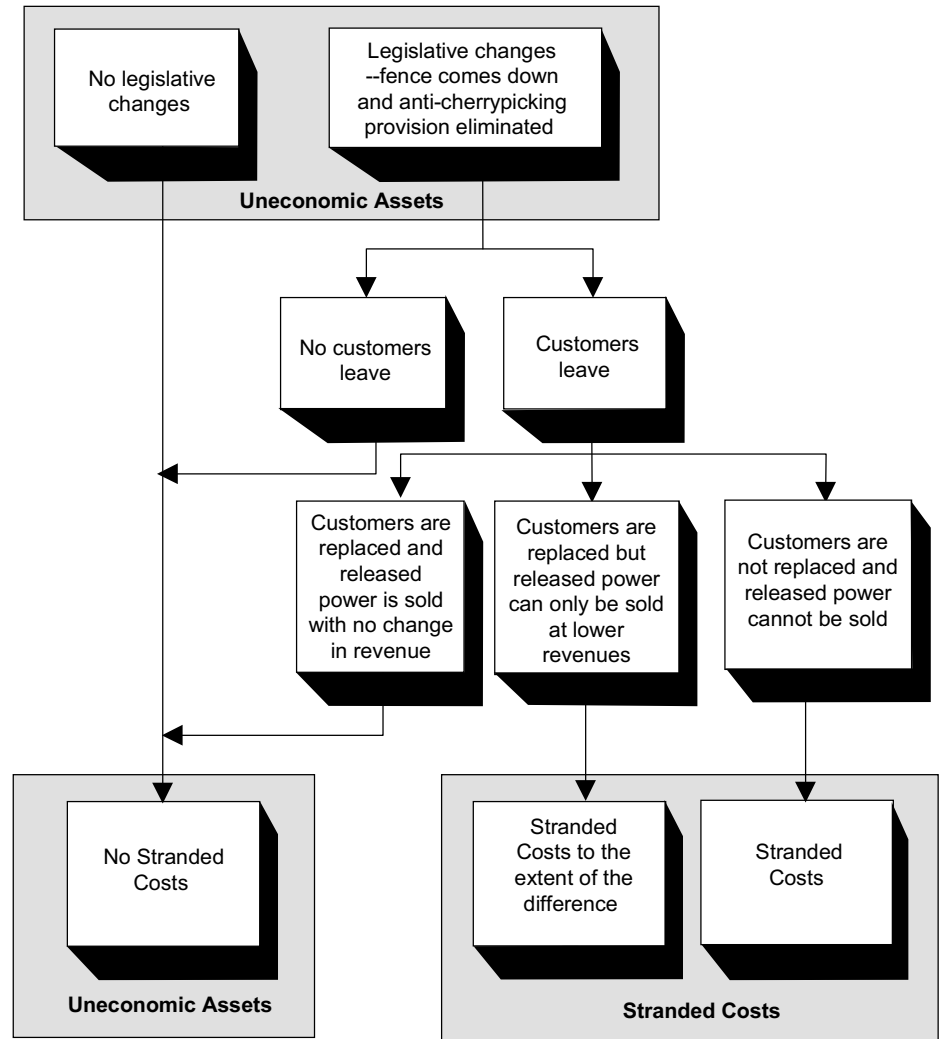 No legislative
changes
Legislative changes
--fence comes down
and anti-cherrypicking
provision eliminated
Uneconomic Assets
No customers
leave
Customers
leave
Customers are
replaced and
released
power is sold
with no change
in revenue
Customers are
replaced but
released power
can only be sold
at lower
revenues
Customers are
not replaced and
released power
cannot be sold
No Stranded
Costs
Uneconomic Assets
Stranded
Costs to the
extent of the
difference
Stranded
Costs
Stranded Costs